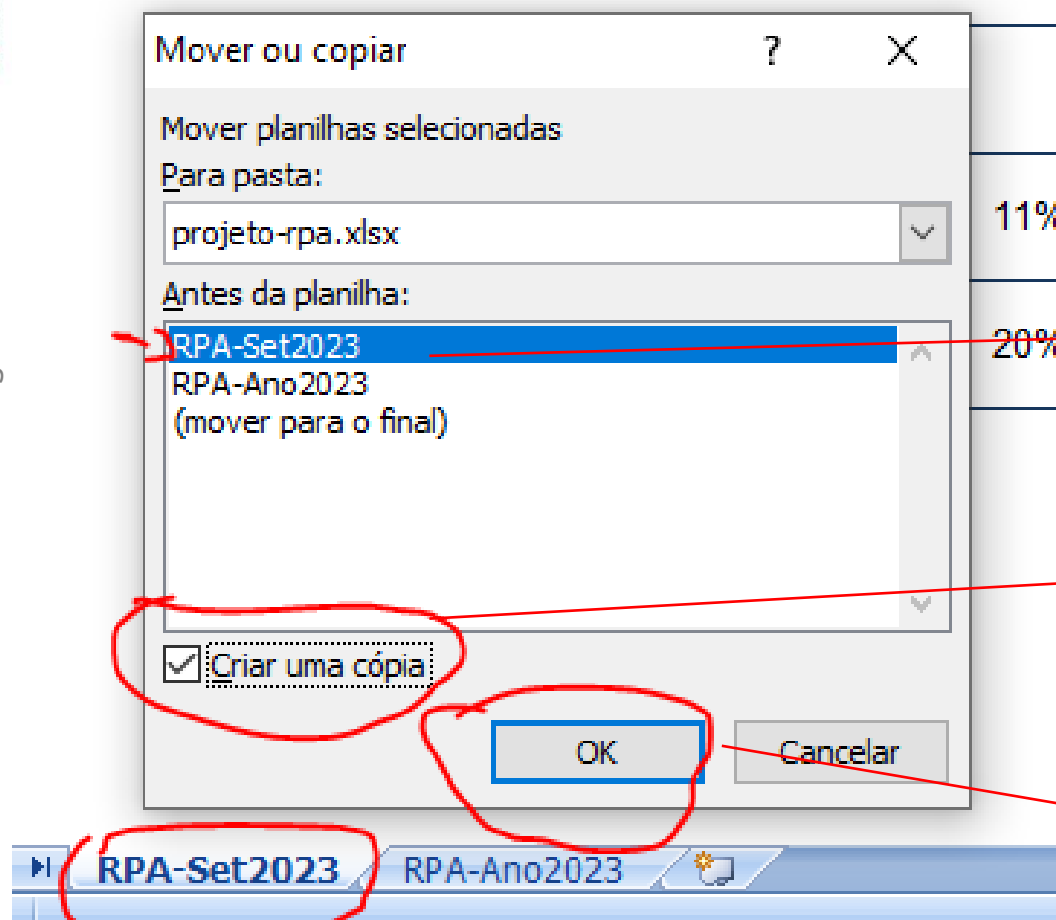 Mover ou copiar ?
Mover planilhas selecionadas
Para pasta:
projeto-rpa.xlsx
11%
Antes da planilha:
RPA-Set2023
20%
RPA-Ano2023
(mover para o final)
Criar uma cópia
OK Cancelar
RPA-Set2023 RPA-Ano2023